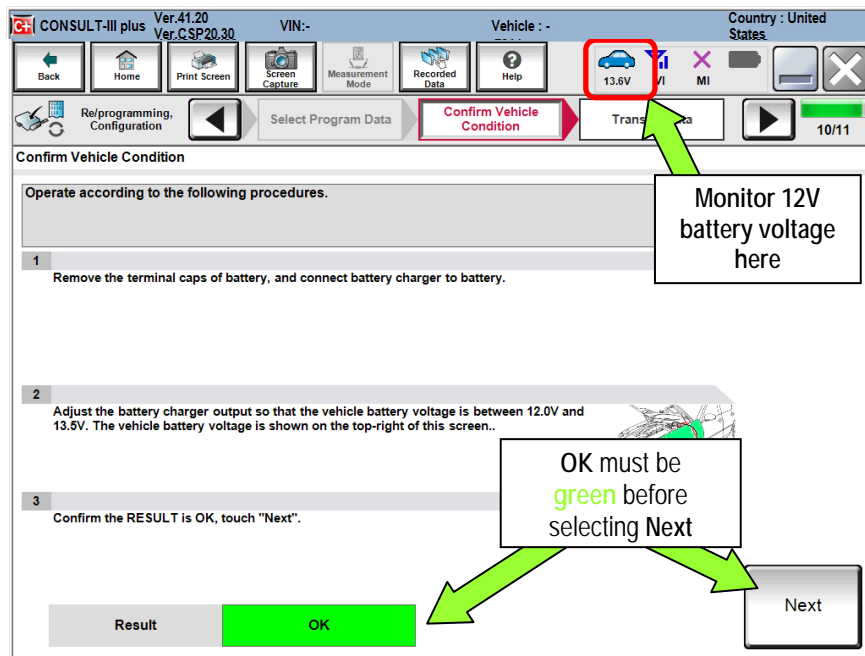 C+ CONSULT-III plus Ver.41.20 VIN:- Vehicle : - Country : United
Ver.CSP20.30 States
Back Home Print Screen Screen Capture Measurement Mode Recorded Data Help 13.6V VI MI
Re/programming, Configuration Select Program Data Confirm Vehicle Condition 10/11
Confirm Vehicle Condition
Operate according to the following procedures.
Monitor 12V
battery voltage
here
1
Remove the terminal caps of battery, and connect battery charger to battery.
2
Adjust the battery charger output so that the vehicle battery voltage is between 12.0V and
13.5V. The vehicle battery voltage is shown on the top-right of this screen..
OK must be
green before
selecting Next
3
Confirm the RESULT is OK, touch "Next".
Result OK
Next